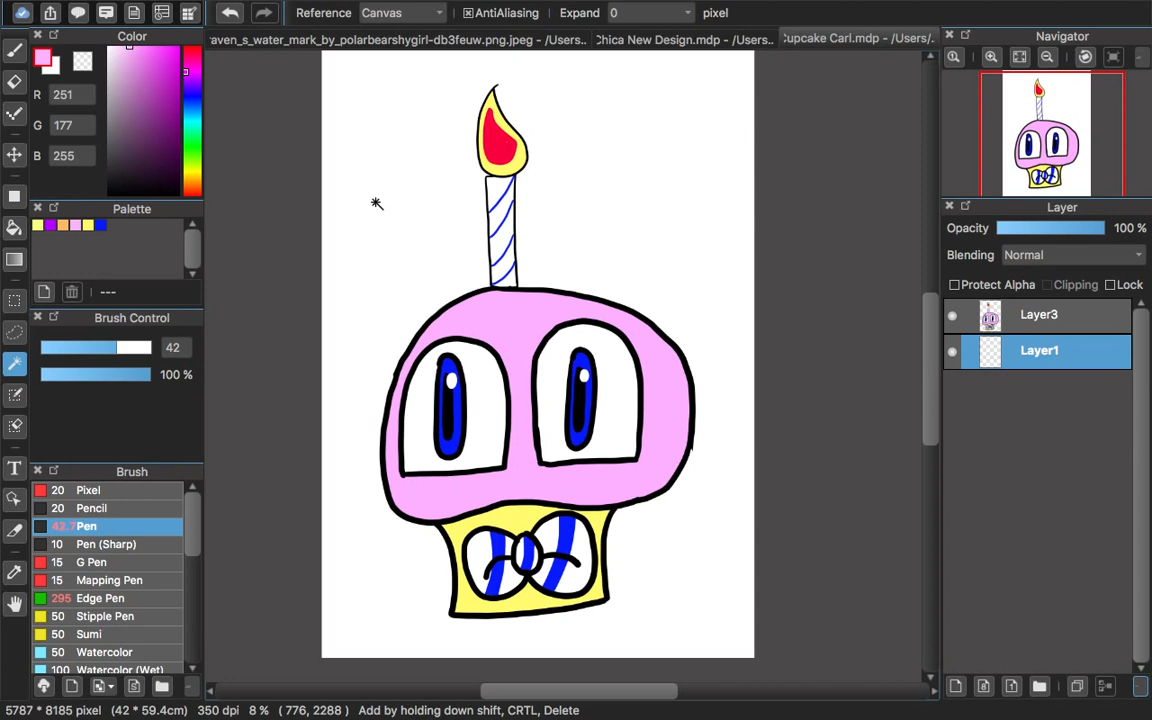 Reference Canvas AntiAliasing Expand 0 pixel
raven_s_water_mark_by_polarbearshygirl-db3feuw.png.jpeg - /Users.. Chica New Design.mdp - /Users/.. Cupcake Carl.mdp - /Users/.
Color
R 251
G 177
B 255
Palette
---
Brush Control
42
100 %
Brush
20 Pixel
20 Pencil
42.7 Pen
10 Pen (Sharp)
15 G Pen
15 Mapping Pen
295 Edge Pen
50 Stipple Pen
50 Sumi
50 Watercolor
100 Watercolor (Wet)
Navigator
Layer
Opacity 100 %
Blending Normal
Protect Alpha Clipping Lock
Layer3
Layer1
5787 * 8185 pixel (42 * 59.4cm) 350 dpi 8 % ( 776, 2288 ) Add by holding down shift, CRTL, Delete